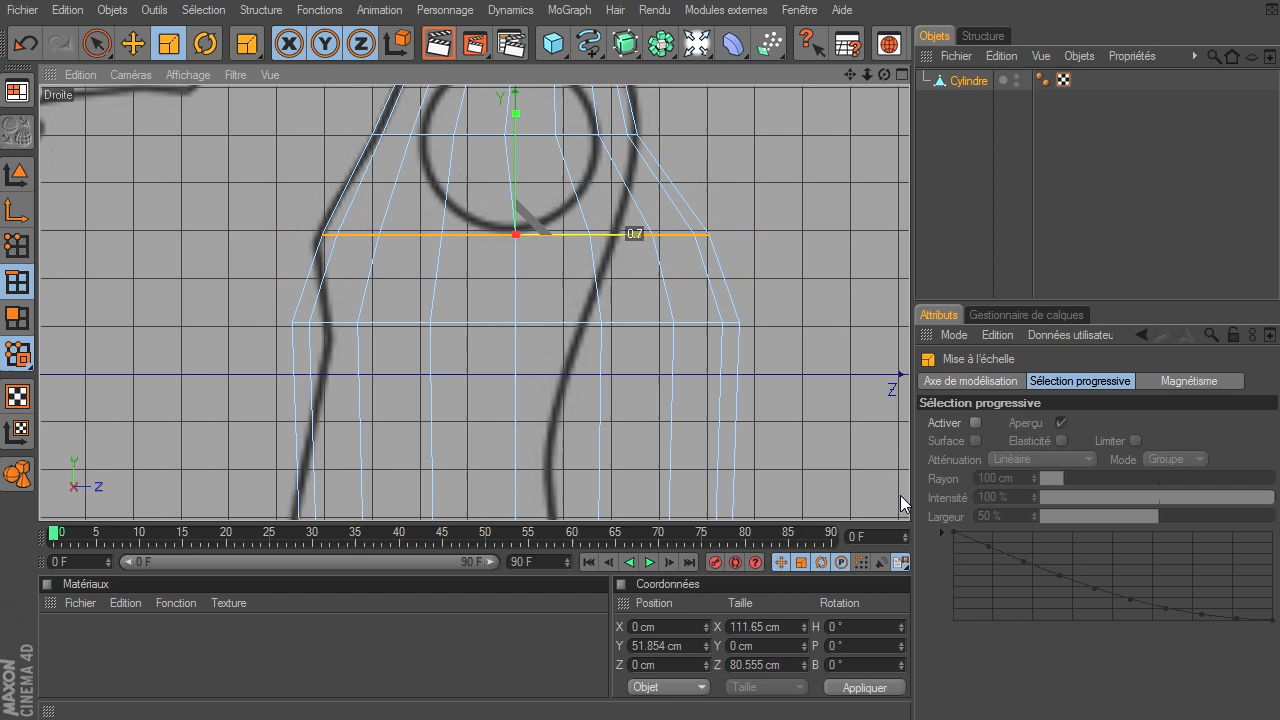 Fichier Edition Objets Outils Sélection Structure Fonctions Animation Personnage Dynamics MoGraph Hair Rendu Modules externes Fenêtre Aide
X Y Z
Objets Structure
Fichier Edition Vue Objets Propriétés
Cylindre
Edition Caméras Affichage Filtre Vue
Droite
Y
0.7
Z
Y
X Z
Attributs Gestionnaire de calques
Mode Edition Données utilisateu
Mise à l'échelle
Axe de modélisation Sélection progressive Magnétisme
Sélection progressive
Activer Aperçu
Surface Elasticité Limiter
Atténuation Linéaire Mode Groupe
Rayon 100 cm
Intensité 100 %
Largeur 50 %
0 5 10 15 20 25 30 35 40 45 50 55 60 65 70 75 80 85 90 0 F
0 F 0 F 90 F 90 F
P
Matériaux
Fichier Edition Fonction Texture
Coordonnées
Position Taille Rotation
X 0 cm X 111.65 cm H 0 °
Y 51.854 cm Y 0 cm P 0 °
Z 0 cm Z 80.555 cm B 0 °
Objet Taille Appliquer
MAXON
CINEMA 4D